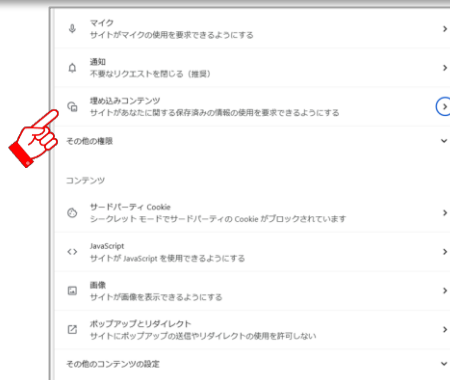 マイク
サイトがマイクの使用を要求できるようにする
通知
不要なリクエストを閉じる（推奨）
埋め込みコンテンツ
サイトがあなたに関する保存済みの情報の使用を要求できるようにする
その他の権限
コンテンツ
サードパーティ Cookie
シークレット モードでサードパーティの Cookie がブロックされています
JavaScript
サイトが JavaScript を使用できるようにする
画像
サイトが画像を表示できるようにする
ポップアップとリダイレクト
サイトにポップアップの送信やリダイレクトの使用を許可しない
その他のコンテンツの設定